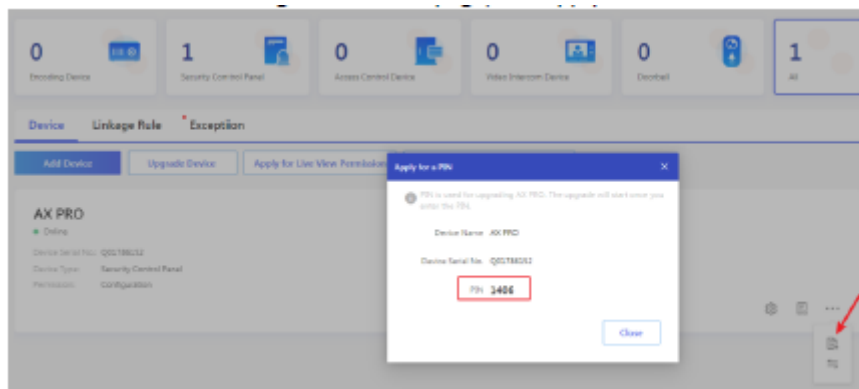 0
Encoding Device
1
Security Control Panel
0
Access Control Device
0
Video Intercom Device
0
Doorbell
1
All
Device Linkage Rule Exception
Add Device Upgrade Device Apply for Live View Permission
Apply for a PIN
PIN is used for upgrading AX PRO. The upgrade will start once you
enter the PIN.
Device Name AX PRO
Device Serial No.
PIN 1486
Close
AX PRO
Online
Device Serial No.:
Device Type: Security Control Panel
Permission: Configuration